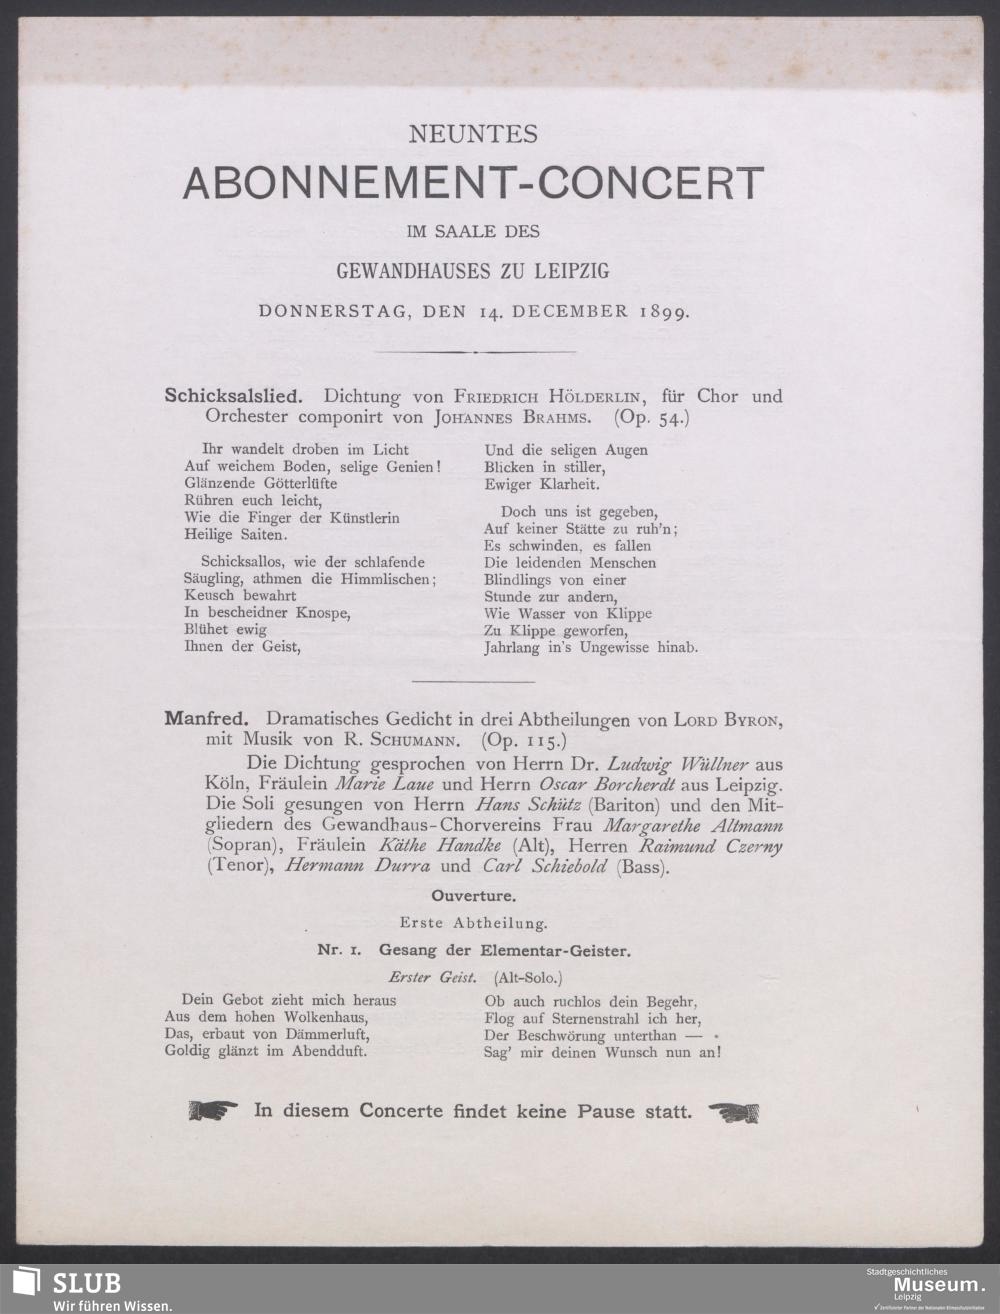 NEUNTES
ABONNEMENT-CONCERT
IM SAALE DES
GEWANDHAUSES ZU LEIPZIG
DONNERSTAG, DEN 14. DECEMBER 1899.
Schicksalslied. Dichtung von FRIEDRICH HÖLDERLIN, für Chor und
Orchester componirt von JOHANNES BRAHMS. (Op. 54.)
Ihr wandelt droben im Licht
Auf weichem Boden, selige Genien!
Glänzende Götterlüfte
Rühren euch leicht,
Wie die Finger der Künstlerin
Heilige Saiten.
Schicksallos, wie der schlafende
Säugling, athmen die Himmlischen;
Keusch bewahrt
In bescheidner Knospe,
Blühet ewig
Ihnen der Geist,
Und die seligen Augen
Blicken in stiller,
Ewiger Klarheit.
Doch uns ist gegeben,
Auf keiner Stätte zu ruh'n;
Es schwinden, es fallen
Die leidenden Menschen
Blindlings von einer
Stunde zur andern,
Wie Wasser von Klippe
Zu Klippe geworfen,
Jahrlang in's Ungewisse hinab.
Manfred. Dramatisches Gedicht in drei Abtheilungen von LORD BYRON,
mit Musik von R. SCHUMANN. (Op. 115.)
Die Dichtung gesprochen von Herrn Dr. Ludwig Wüllner aus
Köln, Fräulein Marie Laue und Herrn Oscar Borcherdt aus Leipzig.
Die Soli gesungen von Herrn Hans Schütz (Bariton) und den Mit-
gliedern des Gewandhaus-Chorvereins Frau Margarethe Altmann
(Sopran), Fräulein Käthe Handke (Alt), Herren Raimund Czerny
(Tenor), Hermann Durra und Carl Schiebold (Bass).
Ouverture.
Erste Abtheilung.
Nr. 1. Gesang der Elementar-Geister.
Erster Geist. (Alt-Solo.)
Dein Gebot zieht mich heraus
Aus dem hohen Wolkenhaus,
Das, erbaut von Dämmerluft,
Goldig glänzt im Abendduft.
Ob auch ruchlos dein Begehr,
Flog auf Sternenstrahl ich her,
Der Beschwörung unterthan —
Sag' mir deinen Wunsch nun an!
In diesem Concerte findet keine Pause statt.
SLUB
Wir führen Wissen.
Stadtgeschichtliches
Museum.
Leipzig
Zertifizierter Partner der Nationalen Klimaschutzinitiative